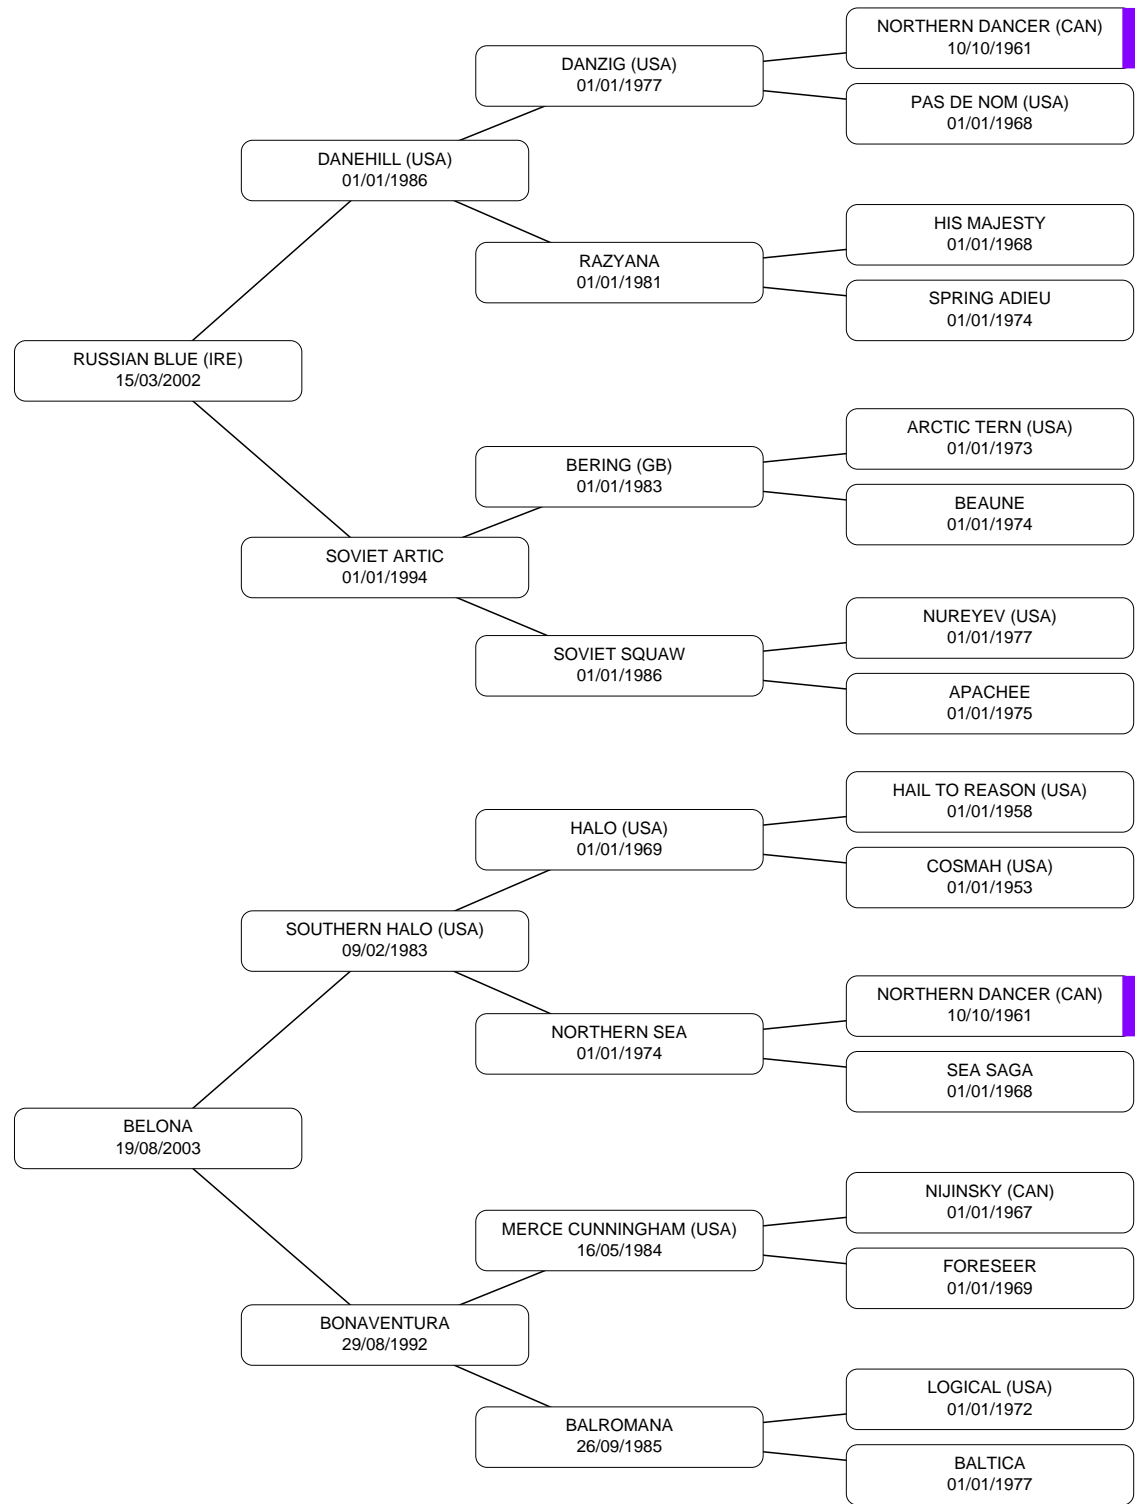 NORTHERN DANCER (CAN)
10/10/1961
DANZIG (USA)
01/01/1977
PAS DE NOM (USA)
01/01/1968
DANEHILL (USA)
01/01/1986
HIS MAJESTY
01/01/1968
RAZYANA
01/01/1981
SPRING ADIEU
01/01/1974
RUSSIAN BLUE (IRE)
15/03/2002
ARCTIC TERN (USA)
01/01/1973
BERING (GB)
01/01/1983
BEAUNE
01/01/1974
SOVIET ARTIC
01/01/1994
NUREYEV (USA)
01/01/1977
SOVIET SQUAW
01/01/1986
APACHEE
01/01/1975
HAIL TO REASON (USA)
01/01/1958
HALO (USA)
01/01/1969
COSMAH (USA)
01/01/1953
SOUTHERN HALO (USA)
09/02/1983
NORTHERN DANCER (CAN)
10/10/1961
NORTHERN SEA
01/01/1974
SEA SAGA
01/01/1968
BELONA
19/08/2003
NIJINSKY (CAN)
01/01/1967
MERCE CUNNINGHAM (USA)
16/05/1984
FORESEER
01/01/1969
BONAVENTURA
29/08/1992
LOGICAL (USA)
01/01/1972
BALROMANA
26/09/1985
BALTICA
01/01/1977